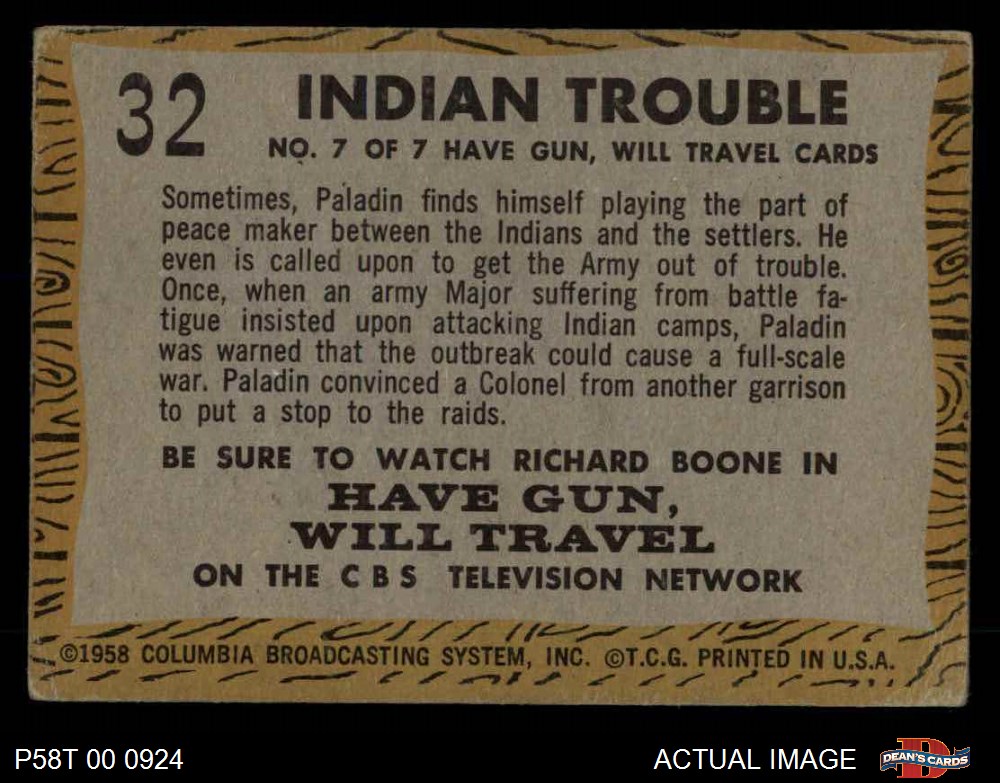 32
INDIAN TROUBLE
NO. 7 OF 7 HAVE GUN, WILL TRAVEL CARDS
Sometimes, Paladin finds himself playing the part of
peace maker between the Indians and the settlers. He
even is called upon to get the Army out of trouble.
Once, when an army Major suffering from battle fa-
tigue insisted upon attacking Indian camps, Paladin
was warned that the outbreak could cause a full-scale
war. Paladin convinced a Colonel from another garrison
to put a stop to the raids.
BE SURE TO WATCH RICHARD BOONE IN
HAVE GUN,
WILL TRAVEL
ON THE CBS TELEVISION NETWORK
©1958 COLUMBIA BROADCASTING SYSTEM, INC. ©T.C.G. PRINTED IN U.S.A.
P58T 00 0924
ACTUAL IMAGE
D
DEAN'S CARDS